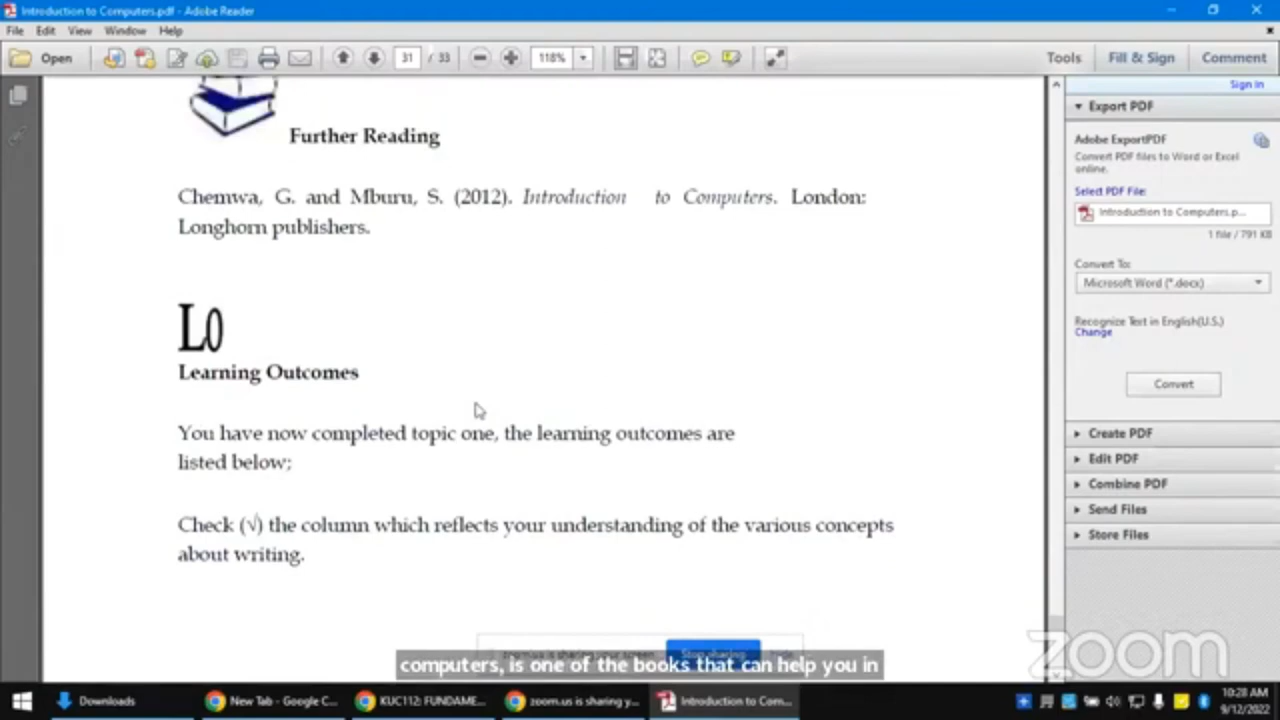 Introduction to Computers.pdf - Adobe Reader
File Edit View Window Help
Open 31 / 33 118% Tools Fill & Sign Comment
Sign In
Export PDF
Adobe ExportPDF
Convert PDF files to Word or Excel
online.
Select PDF File:
Introduction to Computers.p...
1 file / 791 KB
Convert To:
Microsoft Word (*.docx)
Recognize Text in English(U.S.)
Change
Convert
Create PDF
Edit PDF
Combine PDF
Send Files
Store Files
Further Reading
Chemwa, G. and Mburu, S. (2012). Introduction to Computers. London:
Longhorn publishers.
LO
Learning Outcomes
You have now completed topic one, the learning outcomes are
listed below;
Check (√) the column which reflects your understanding of the various concepts
about writing.
is sharing your screen. Stop sharing
computers, is one of the books that can help you in
zoom
Downloads New Tab - Google C... KUC112: FUNDAME... zoom.us is sharing y... Introduction to Com...
10:28 AM
9/12/2022